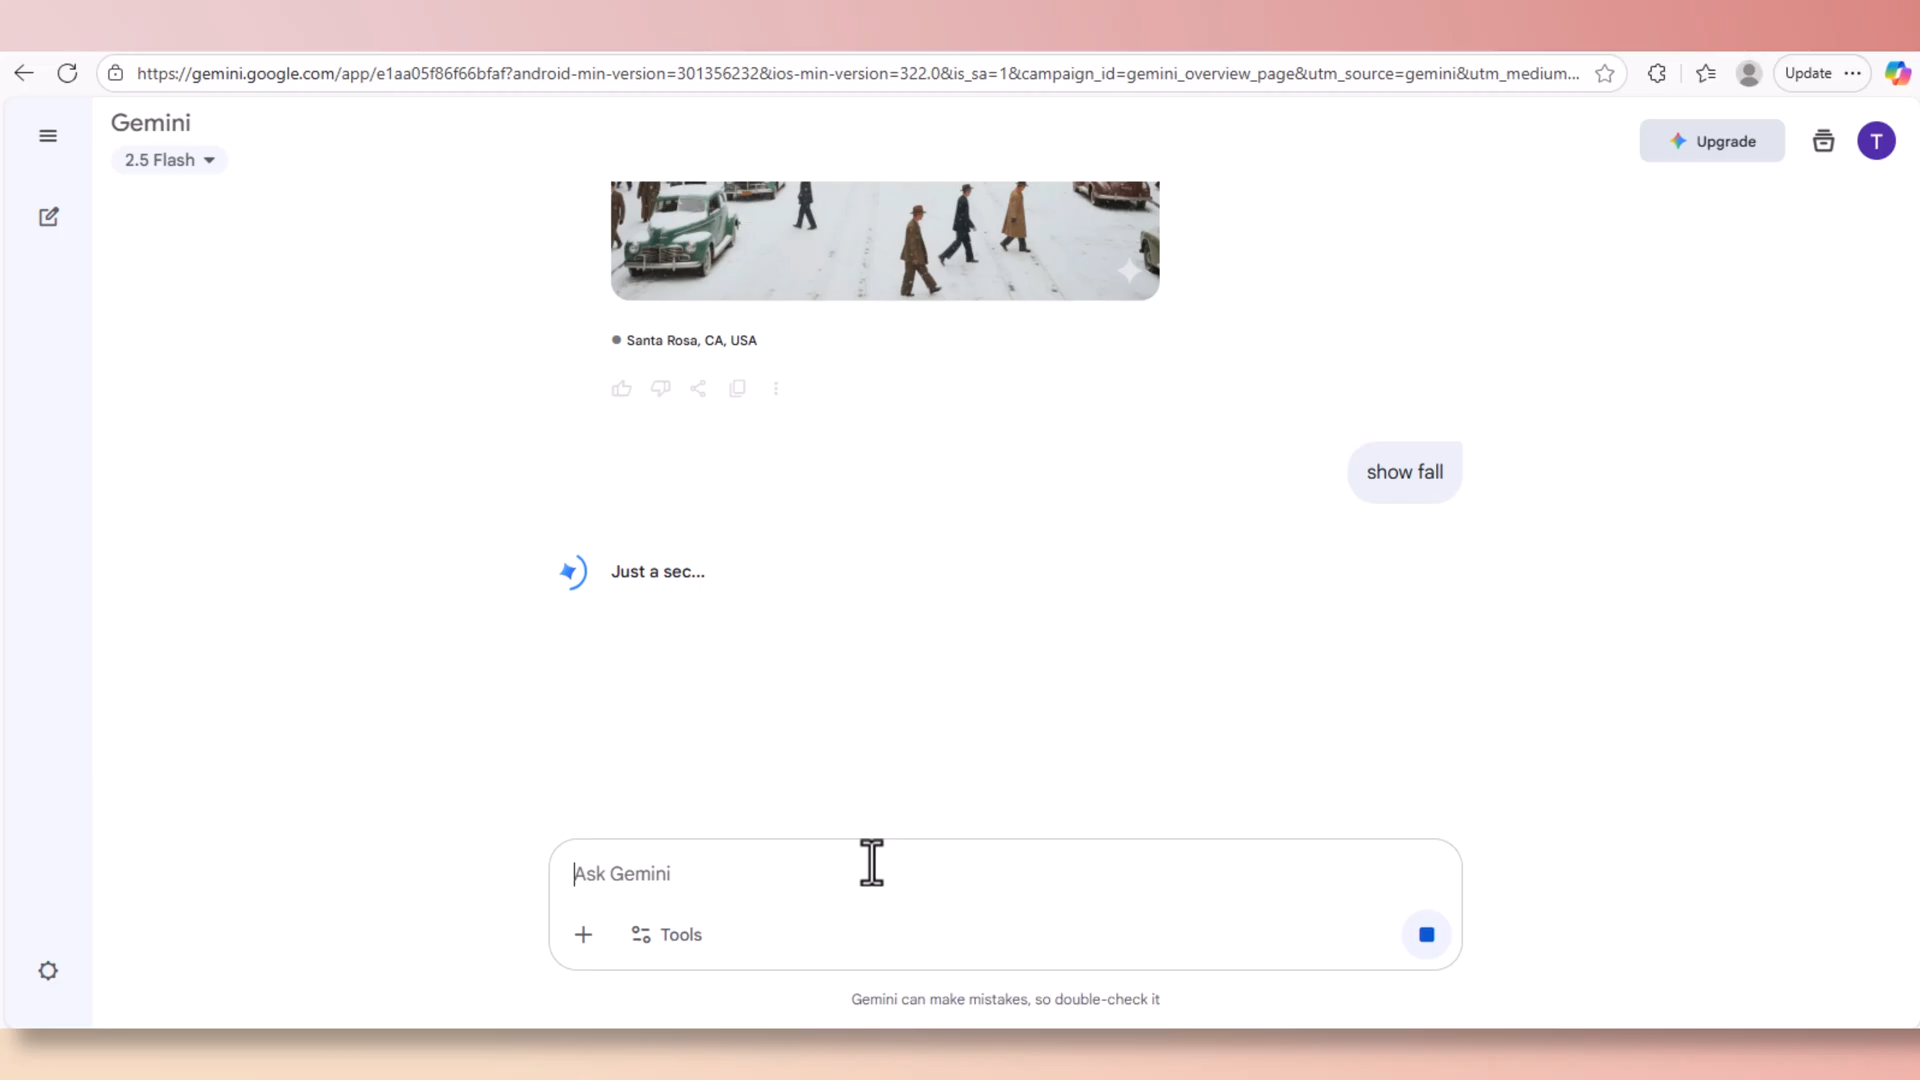 https://gemini.google.com/app/e1aa05f86f66bfaf?android-min-version=301356232&ios-min-version=322.0&is_sa=1&campaign_id=gemini_overview_page&utm_source=gemini&utm_medium...
Update
Gemini
2.5 Flash
Upgrade
T
Santa Rosa, CA, USA
show fall
Just a sec...
Ask Gemini
Tools
Gemini can make mistakes, so double-check it